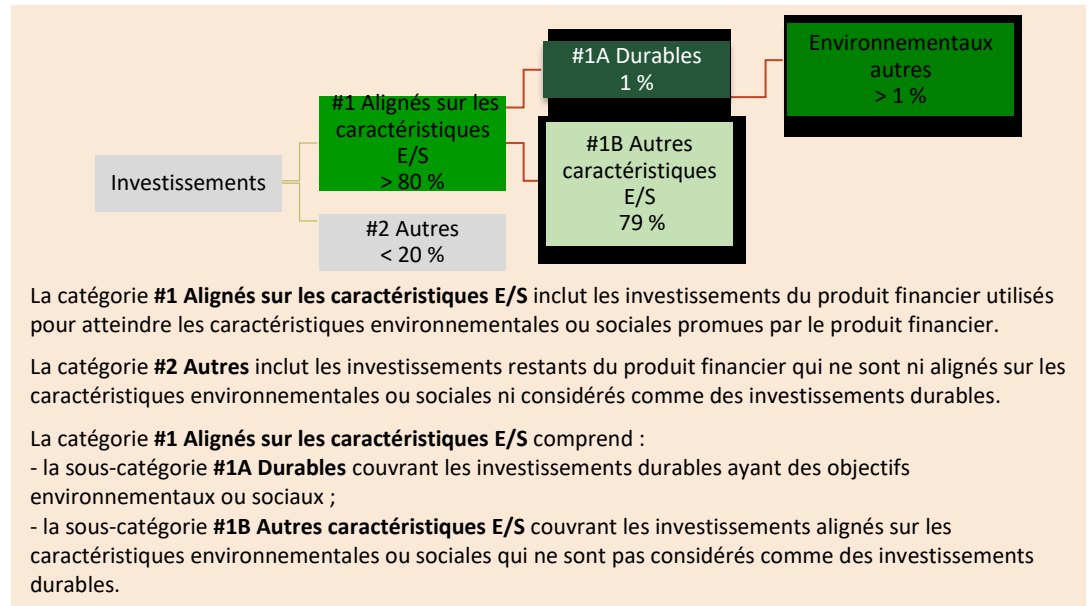 Investissements
#1 Alignés sur les
caractéristiques
E/S
> 80 %
#2 Autres
< 20 %
#1A Durables
1 %
#1B Autres
caractéristiques
E/S
79 %
Environnementaux
autres
> 1 %
La catégorie #1 Alignés sur les caractéristiques E/S inclut les investissements du produit financier utilisés
pour atteindre les caractéristiques environnementales ou sociales promues par le produit financier.
La catégorie #2 Autres inclut les investissements restants du produit financier qui ne sont ni alignés sur les
caractéristiques environnementales ou sociales ni considérés comme des investissements durables.
La catégorie #1 Alignés sur les caractéristiques E/S comprend :
- la sous-catégorie #1A Durables couvrant les investissements durables ayant des objectifs
environnementaux ou sociaux ;
- la sous-catégorie #1B Autres caractéristiques E/S couvrant les investissements alignés sur les
caractéristiques environnementales ou sociales qui ne sont pas considérés comme des investissements
durables.